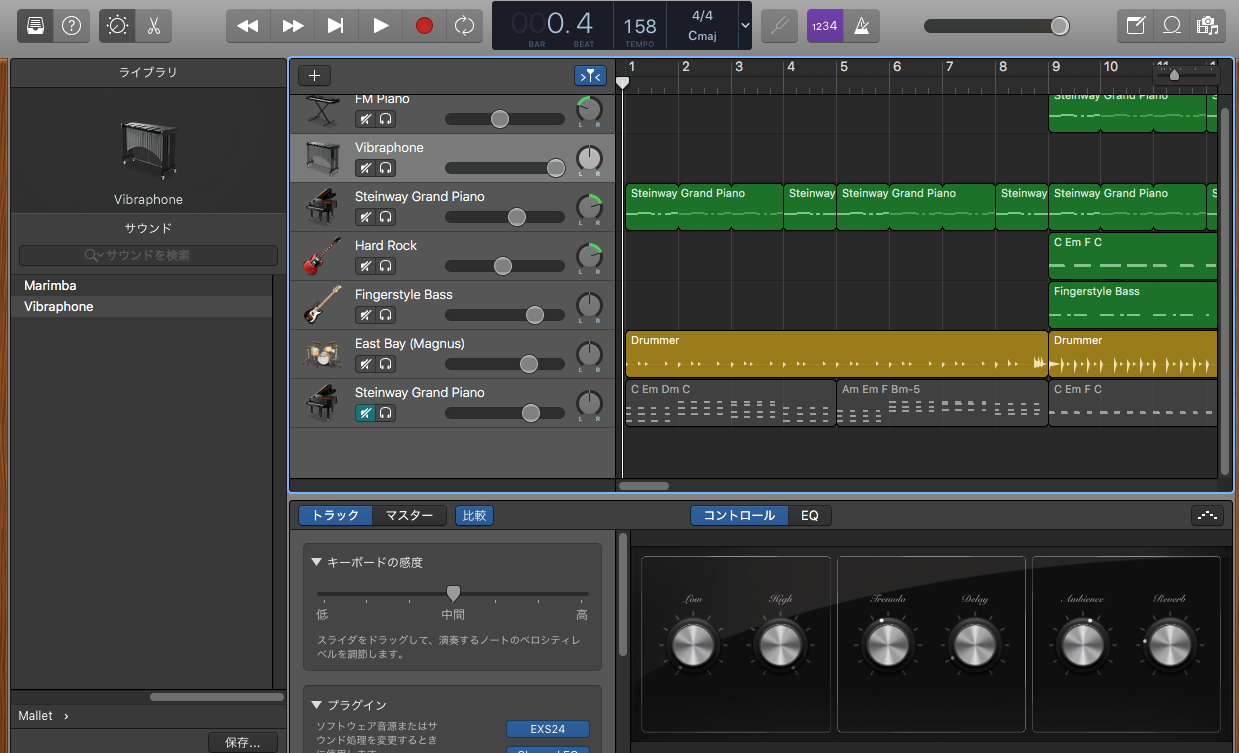 000.4
BAR
BEAT
158
TEMPO
4/4
Cmaj
1234
ライブラリ
Vibraphone
サウンド
サウンドを検索
Marimba
Vibraphone
Mallet ›
保存...
1 2 3 4 5 6 7 8 9 10
FM Piano
L R
Steinway Grand Piano
Vibraphone
L R
Steinway Grand Piano
L R
Steinway Grand Piano
Steinway
Steinway Grand Piano
Steinway
Steinway Grand Piano
S
Hard Rock
L R
C Em F C
Fingerstyle Bass
L R
Fingerstyle Bass
East Bay (Magnus)
L R
Drummer
Drummer
Steinway Grand Piano
L R
C Em Dm C
Am Em F Bm-5
C Em F C
トラック
マスター
比較
コントロール
EQ
キーボードの感度
低
中間
高
スライダをドラッグして、演奏するノートのベロシティレ
ベルを調節します。
プラグイン
ソフトウェア音源またはサ
ウンド処理を変更するとき
に使用します
EXS24
Channel EQ
Low
High
Tremolo
Delay
Ambience
Reverb